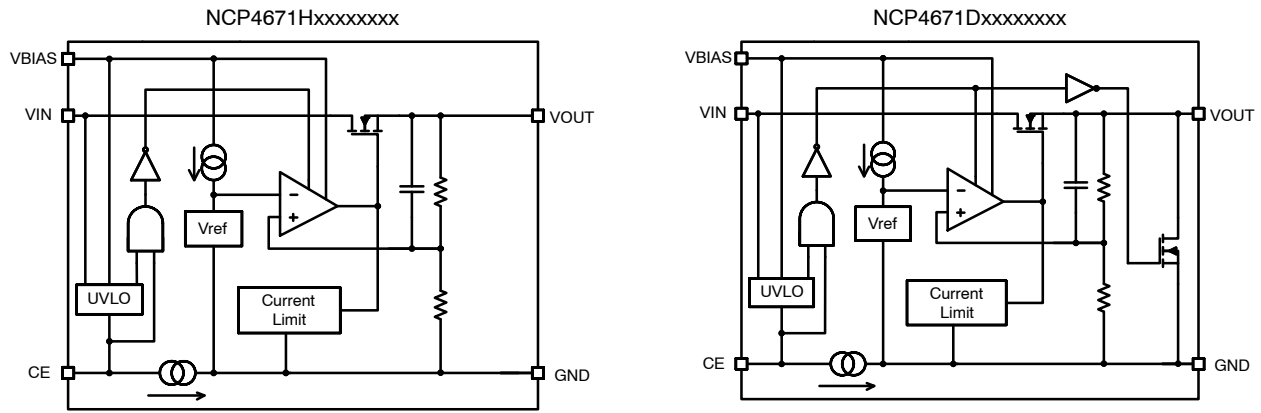 NCP4671Hxxxxxxxx
VBIAS
VIN
VOUT
−
+
Vref
UVLO
Current
Limit
CE
GND
NCP4671Dxxxxxxxx
VBIAS
VIN
VOUT
−
+
Vref
UVLO
Current
Limit
CE
GND